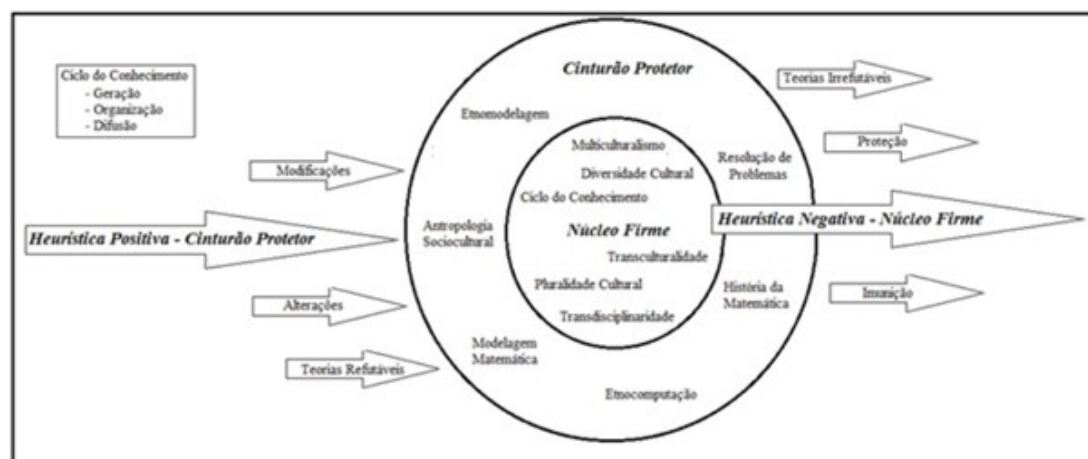 Ciclo do Conhecimento
- Geração
- Organização
- Difusão
Modificações
Heurística Positiva - Cinturão Protetor
Alterações
Teorias Refutáveis
Cinturão Protetor
Etnomodelagem
Antropologia
Sociocultural
Modelagem
Matemática
Etnocomputação
Resolução de
Problemas
História da
Matemática
Multiculturalismo
Diversidade Cultural
Ciclo do Conhecimento
Núcleo Firme
Transculturalidade
Pluralidade Cultural
Transdisciplinaridade
Teorias Irrefutáveis
Proteção
Heurística Negativa - Núcleo Firme
Imunição